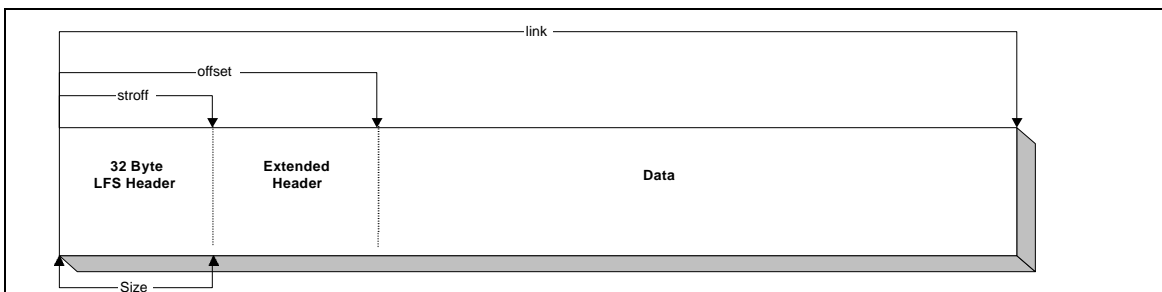 link
offset
stroff
32 Byte
LFS Header
Extended
Header
Data
Size